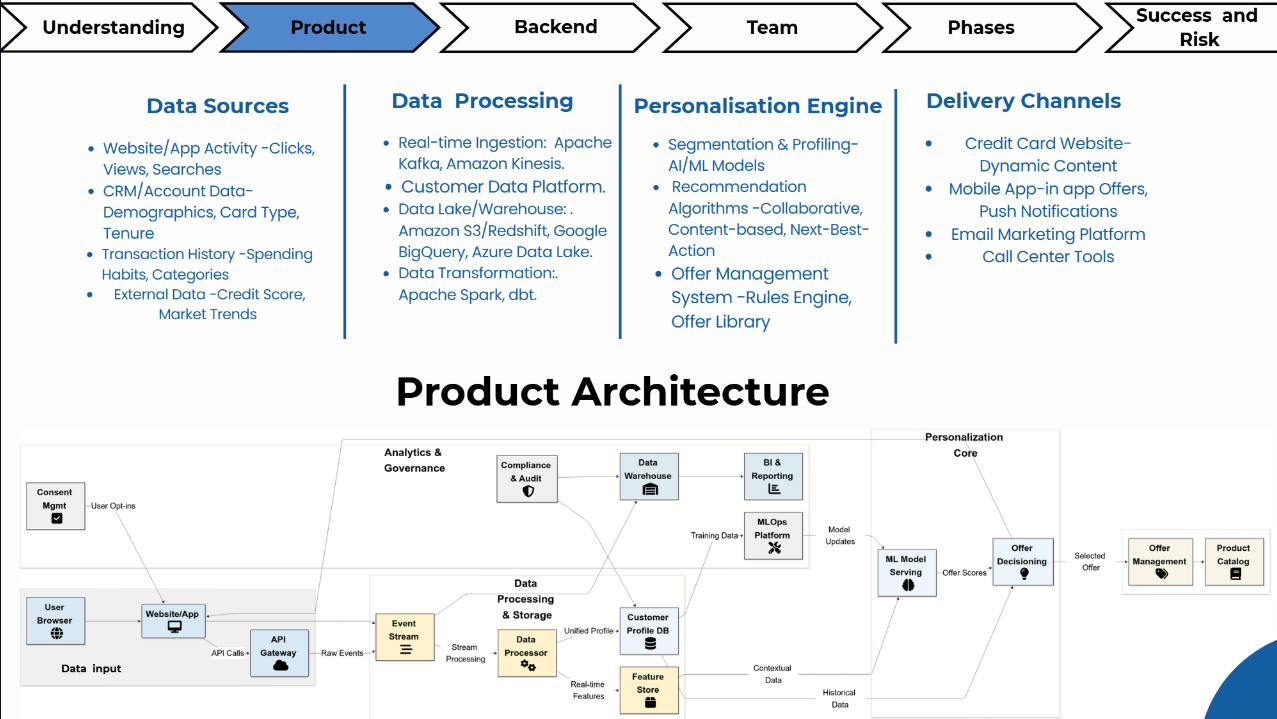 Understanding
Product
Backend
Team
Phases
Success and
Risk
Data Sources
• Website/App Activity -Clicks,
Views, Searches
• CRM/Account Data-
Demographics, Card Type,
Tenure
• Transaction History -Spending
Habits, Categories
• External Data -Credit Score,
Market Trends
Data Processing
• Real-time Ingestion: Apache
Kafka, Amazon Kinesis.
• Customer Data Platform.
• Data Lake/Warehouse: .
Amazon S3/Redshift, Google
BigQuery, Azure Data Lake.
• Data Transformation:.
Apache Spark, dbt.
Personalisation Engine
• Segmentation & Profiling-
AI/ML Models
• Recommendation
Algorithms -Collaborative,
Content-based, Next-Best-
Action
• Offer Management
System -Rules Engine,
Offer Library
Delivery Channels
• Credit Card Website-
Dynamic Content
• Mobile App-in app Offers,
Push Notifications
• Email Marketing Platform
• Call Center Tools
Product Architecture
Analytics &
Governance
Consent
Mgmt
User Opt-ins
Compliance
& Audit
Data
Warehouse
BI &
Reporting
MLOps
Platform
Training Data
Model
Updates
Personalization
Core
ML Model
Serving
Offer Scores
Offer
Decisioning
Selected
Offer
Offer
Management
Product
Catalog
User
Browser
Website/App
API Calls
API
Gateway
Data input
Raw Events
Data
Processing
& Storage
Event
Stream
Stream
Processing
Data
Processor
Unified Profile
Real-time
Features
Customer
Profile DB
Feature
Store
Contextual
Data
Historical
Data